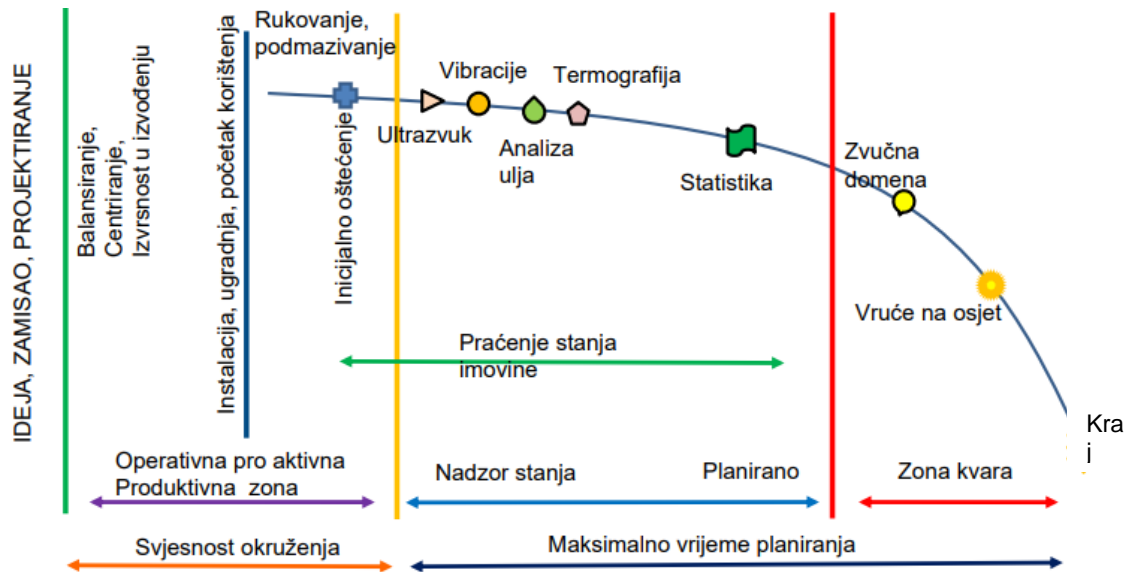 IDEJA, ZAMISAO, PROJEKTIRANJE
Balansiranje,
Centriranje,
Izvrsnost u izvođenju
Instalacija, ugradnja, početak korištenja
Rukovanje,
podmazivanje
Inicijalno oštećenje
Ultrazvuk
Vibracije
Analiza
ulja
Termografija
Statistika
Zvučna
domena
Vruće na osjet
Praćenje stanja
imovine
Kra
j
Operativna pro aktivna
Produktivna zona
Nadzor stanja
Planirano
Zona kvara
Svjesnost okruženja
Maksimalno vrijeme planiranja